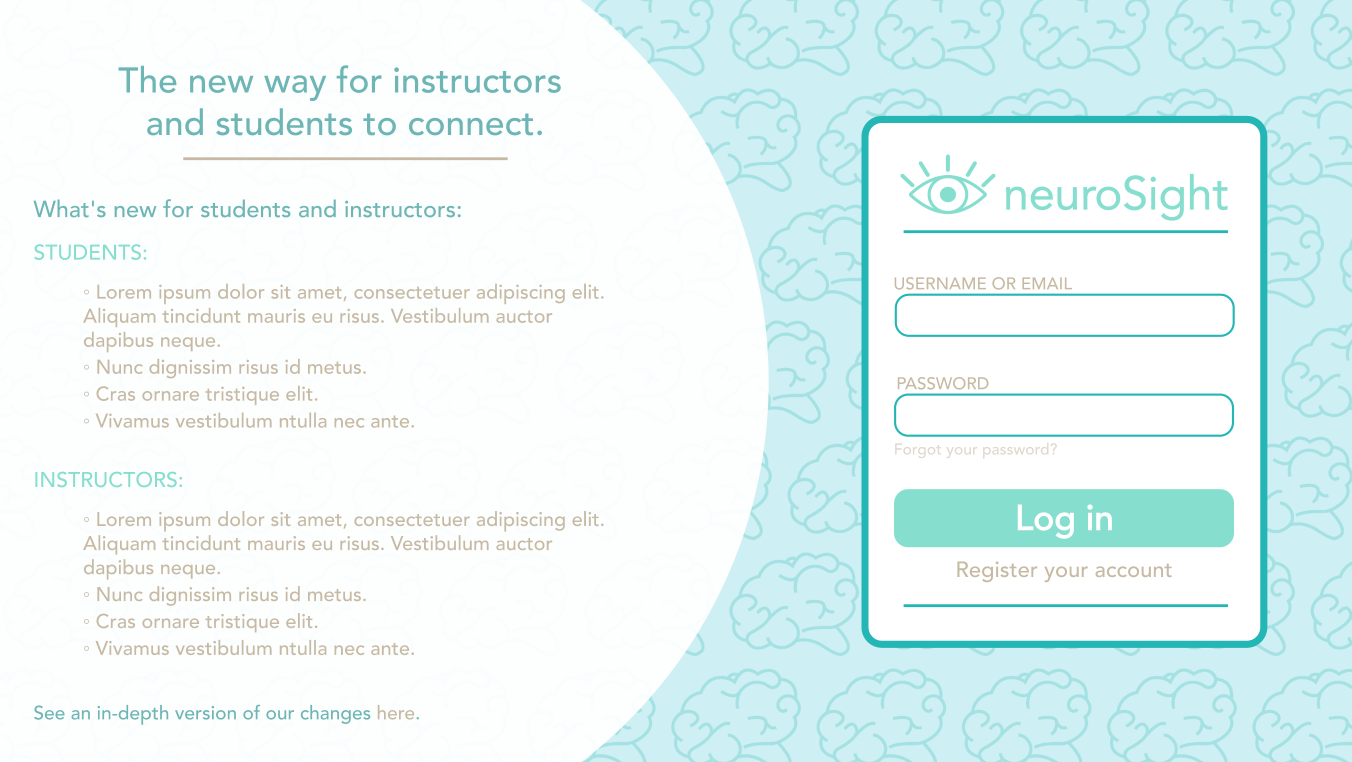 The new way for instructors
and students to connect.
What's new for students and instructors:
STUDENTS:
◦ Lorem ipsum dolor sit amet, consectetuer adipiscing elit.
Aliquam tincidunt mauris eu risus. Vestibulum auctor
dapibus neque.
◦ Nunc dignissim risus id metus.
◦ Cras ornare tristique elit.
◦ Vivamus vestibulum ntulla nec ante.
INSTRUCTORS:
◦ Lorem ipsum dolor sit amet, consectetuer adipiscing elit.
Aliquam tincidunt mauris eu risus. Vestibulum auctor
dapibus neque.
◦ Nunc dignissim risus id metus.
◦ Cras ornare tristique elit.
◦ Vivamus vestibulum ntulla nec ante.
See an in-depth version of our changes here.
neuroSight
USERNAME OR EMAIL
PASSWORD
Forgot your password?
Log in
Register your account